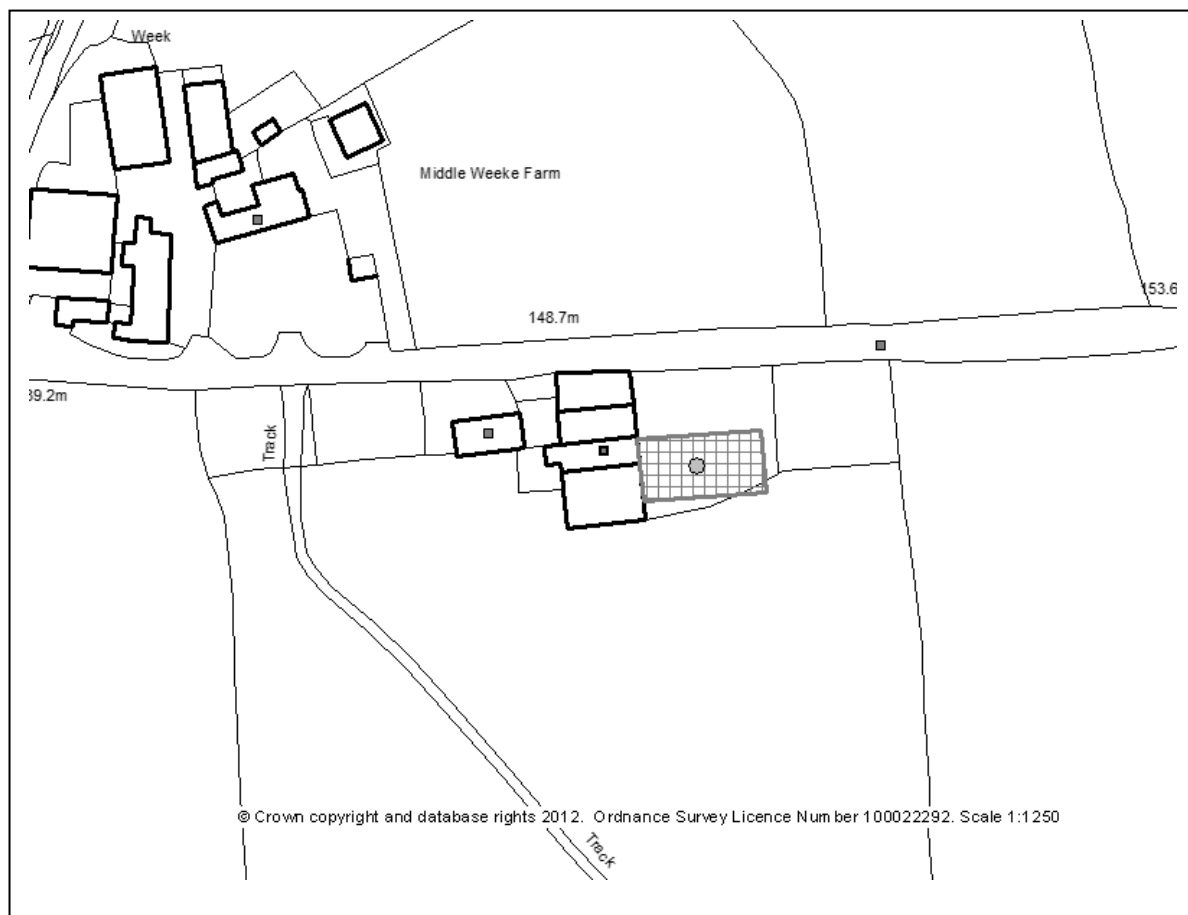 Week
Middle Weeke Farm
153.6
148.7m
39.2m
Track
© Crown copyright and database rights 2012. Ordnance Survey Licence Number 100022292. Scale 1:1250
Track